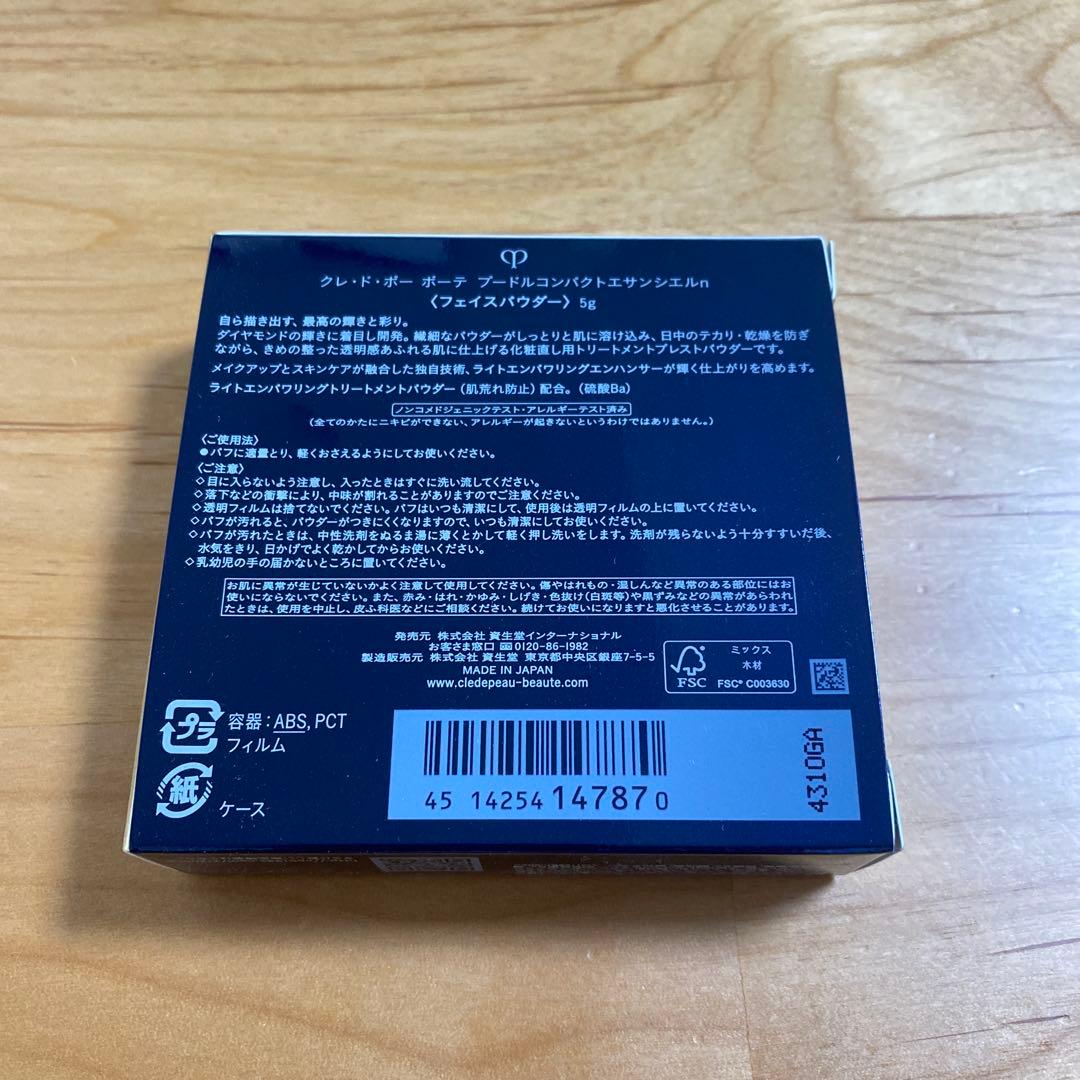 クレ・ド・ポー ボーテ プードルコンパクトエサンシエルn
〈フェイスパウダー〉5g
自ら描き出す、最高の輝きと彩り。
ダイヤモンドの輝きに着目し開発。繊細なパウダーがしっとりと肌に溶け込み、日中のテカリ・乾燥を防ぎ
ながら、きめの整った透明感あふれる肌に仕上げる化粧直し用トリートメントプレストパウダーです。
メイクアップとスキンケアが融合した独自技術、ライトエンパワリングエンハンサーが輝く仕上がりを高めます。
ライトエンパワリングトリートメントパウダー（肌荒れ防止）配合。（硫酸Ba）
ノンコメドジェニックテスト・アレルギーテスト済み
（全てのかたにニキビができない、アレルギーが起きないというわけではありません。）
〈ご使用法〉
●パフに適量とり、軽くおさえるようにしてお使いください。
〈ご注意〉
◇目に入らないよう注意し、入ったときはすぐに洗い流してください。
◇落下などの衝撃により、中味が割れることがありますのでご注意ください。
◇透明フィルムは捨てないでください。パフはいつも清潔にして、使用後は透明フィルムの上に置いてください。
◇パフが汚れると、パウダーがつきにくくなりますので、いつも清潔にしてお使いください。
◇パフが汚れたときは、中性洗剤をぬるま湯に薄くとかして軽く押し洗いをします。洗剤が残らないよう十分すすいだ後、
水気をきり、日かげでよく乾かしてからお使いください。
◇乳幼児の手の届かないところに置いてください。
お肌に異常が生じていないかよく注意して使用してください。傷やはれもの・湿しんなど異常のある部位にはお
使いにならないでください。また、赤み・はれ・かゆみ・しげき・色抜け（白斑等）や黒ずみなどの異常があらわれ
たときは、使用を中止し、皮ふ科医などにご相談ください。続けてお使いになりますと悪化させることがあります。
発売元 株式会社 資生堂インターナショナル
お客さま窓口 0120-86-1982
製造販売元 株式会社 資生堂 東京都中央区銀座7-5-5
MADE IN JAPAN
www.cledepeau-beaute.com
FSC
ミックス
木材
FSC® C003630
プラ
容器：ABS, PCT
フィルム
紙
ケース
45 14254 14787 0
4310GA